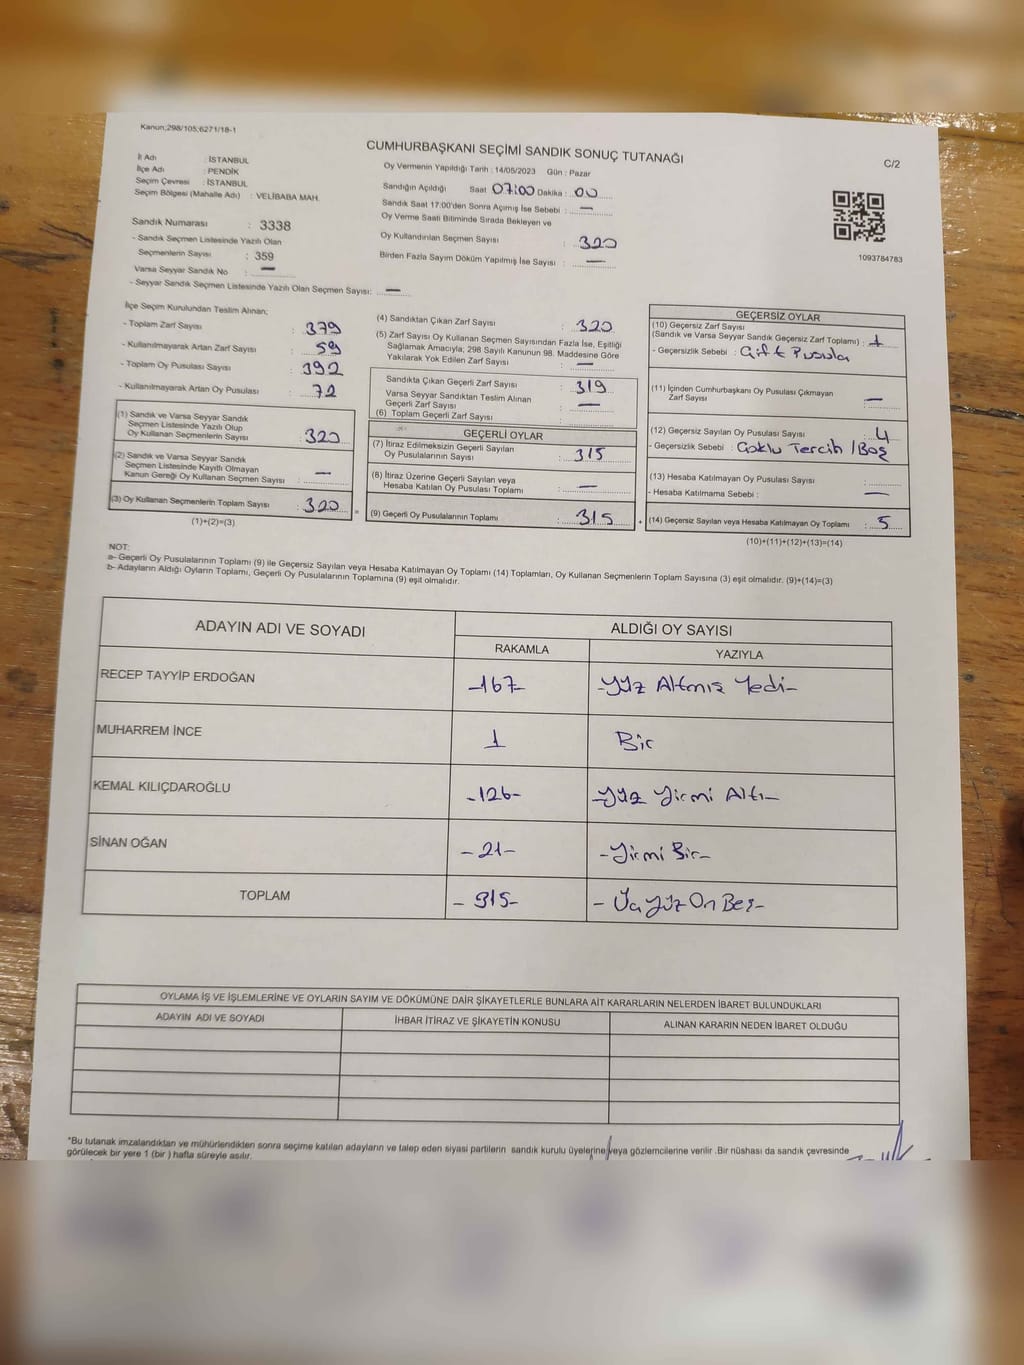 Kanun;298/105;6271/18-1
CUMHURBAŞKANI SEÇİMİ SANDIK SONUÇ TUTANAĞI
C/2
İl Adı : İSTANBUL
İlçe Adı : PENDİK
Seçim Çevresi : İSTANBUL
Seçim Bölgesi (Mahalle Adı) : VELİBABA MAH.
Oy Vermenin Yapıldığı Tarih : 14/05/2023 Gün : Pazar
Sandığın Açıldığı Saat 07:00 Dakika : 00
Sandık Saat 17:00'den Sonra Açılmış İse Sebebi : —
Oy Verme Saati Bitiminde Sırada Bekleyen ve
Oy Kullandırılan Seçmen Sayısı : 320
Birden Fazla Sayım Döküm Yapılmış İse Sayısı : —
1093784783
Sandık Numarası : 3338
- Sandık Seçmen Listesinde Yazılı Olan
Seçmenlerin Sayısı : 359
Varsa Seyyar Sandık No : —
- Seyyar Sandık Seçmen Listesinde Yazılı Olan Seçmen Sayısı: —
İlçe Seçim Kurulundan Teslim Alınan;
- Toplam Zarf Sayısı : 379
- Kullanılmayarak Artan Zarf Sayısı : 59
- Toplam Oy Pusulası Sayısı : 392
- Kullanılmayarak Artan Oy Pusulası : 72
(1) Sandık ve Varsa Seyyar Sandık
Seçmen Listesinde Yazılı Olup
Oy Kullanan Seçmenlerin Sayısı : 320
(2) Sandık ve Varsa Seyyar Sandık
Seçmen Listesinde Kayıtlı Olmayan
Kanun Gereği Oy Kullanan Seçmen Sayısı : —
(3) Oy Kullanan Seçmenlerin Toplam Sayısı : 320
(1)+(2)=(3)
(4) Sandıktan Çıkan Zarf Sayısı : 320
(5) Zarf Sayısı Oy Kullanan Seçmen Sayısından Fazla İse, Eşitliği
Sağlamak Amacıyla, 298 Sayılı Kanunun 98. Maddesine Göre
Yakılarak Yok Edilen Zarf Sayısı : —
Sandıkta Çıkan Geçerli Zarf Sayısı : 319
Varsa Seyyar Sandıktan Teslim Alınan
Geçerli Zarf Sayısı : —
(6) Toplam Geçerli Zarf Sayısı :
GEÇERLİ OYLAR
(7) İtiraz Edilmeksizin Geçerli Sayılan
Oy Pusulalarının Sayısı : 315
(8) İtiraz Üzerine Geçerli Sayılan veya
Hesaba Katılan Oy Pusulası Toplamı : —
(9) Geçerli Oy Pusulalarının Toplamı : 315
GEÇERSİZ OYLAR
(10) Geçersiz Zarf Sayısı
(Sandık ve Varsa Seyyar Sandık Geçersiz Zarf Toplamı) : 1
- Geçersizlik Sebebi : Çift Pusula
(11) İçinden Cumhurbaşkanı Oy Pusulası Çıkmayan
Zarf Sayısı : —
(12) Geçersiz Sayılan Oy Pusulası Sayısı : 4
- Geçersizlik Sebebi : Çoklu Tercih / Boş
(13) Hesaba Katılmayan Oy Pusulası Sayısı :
- Hesaba Katılmama Sebebi : —
(14) Geçersiz Sayılan veya Hesaba Katılmayan Oy Toplamı : 5
(10)+(11)+(12)+(13)=(14)
NOT:
a- Geçerli Oy Pusulalarının Toplamı (9) ile Geçersiz Sayılan veya Hesaba Katılmayan Oy Toplamı (14) Toplamları, Oy Kullanan Seçmenlerin Toplam Sayısına (3) eşit olmalıdır. (9)+(14)=(3)
b- Adayların Aldığı Oyların Toplamı, Geçerli Oy Pusulalarının Toplamına (9) eşit olmalıdır.
ADAYIN ADI VE SOYADI ALDIĞI OY SAYISI
RAKAMLA YAZIYLA
RECEP TAYYİP ERDOĞAN -167- -Yüz Altmış Yedi-
MUHARREM İNCE 1 Bir
KEMAL KILIÇDAROĞLU -126- -Yüz Yirmi Altı-
SİNAN OĞAN -21- -Yirmi Bir-
TOPLAM -315- -Üç Yüz On Beş-
OYLAMA İŞ VE İŞLEMLERİNE VE OYLARIN SAYIM VE DÖKÜMÜNE DAİR ŞİKAYETLERLE BUNLARA AİT KARARLARIN NELERDEN İBARET BULUNDUKLARI
ADAYIN ADI VE SOYADI İHBAR İTİRAZ VE ŞİKAYETİN KONUSU ALINAN KARARIN NEDEN İBARET OLDUĞU
*Bu tutanak imzalandıktan ve mühürlendikten sonra seçime katılan adayların ve talep eden siyasi partilerin sandık kurulu üyelerine veya gözlemcilerine verilir .Bir nüshası da sandık çevresinde
görülecek bir yere 1 (bir ) hafta süreyle asılır.